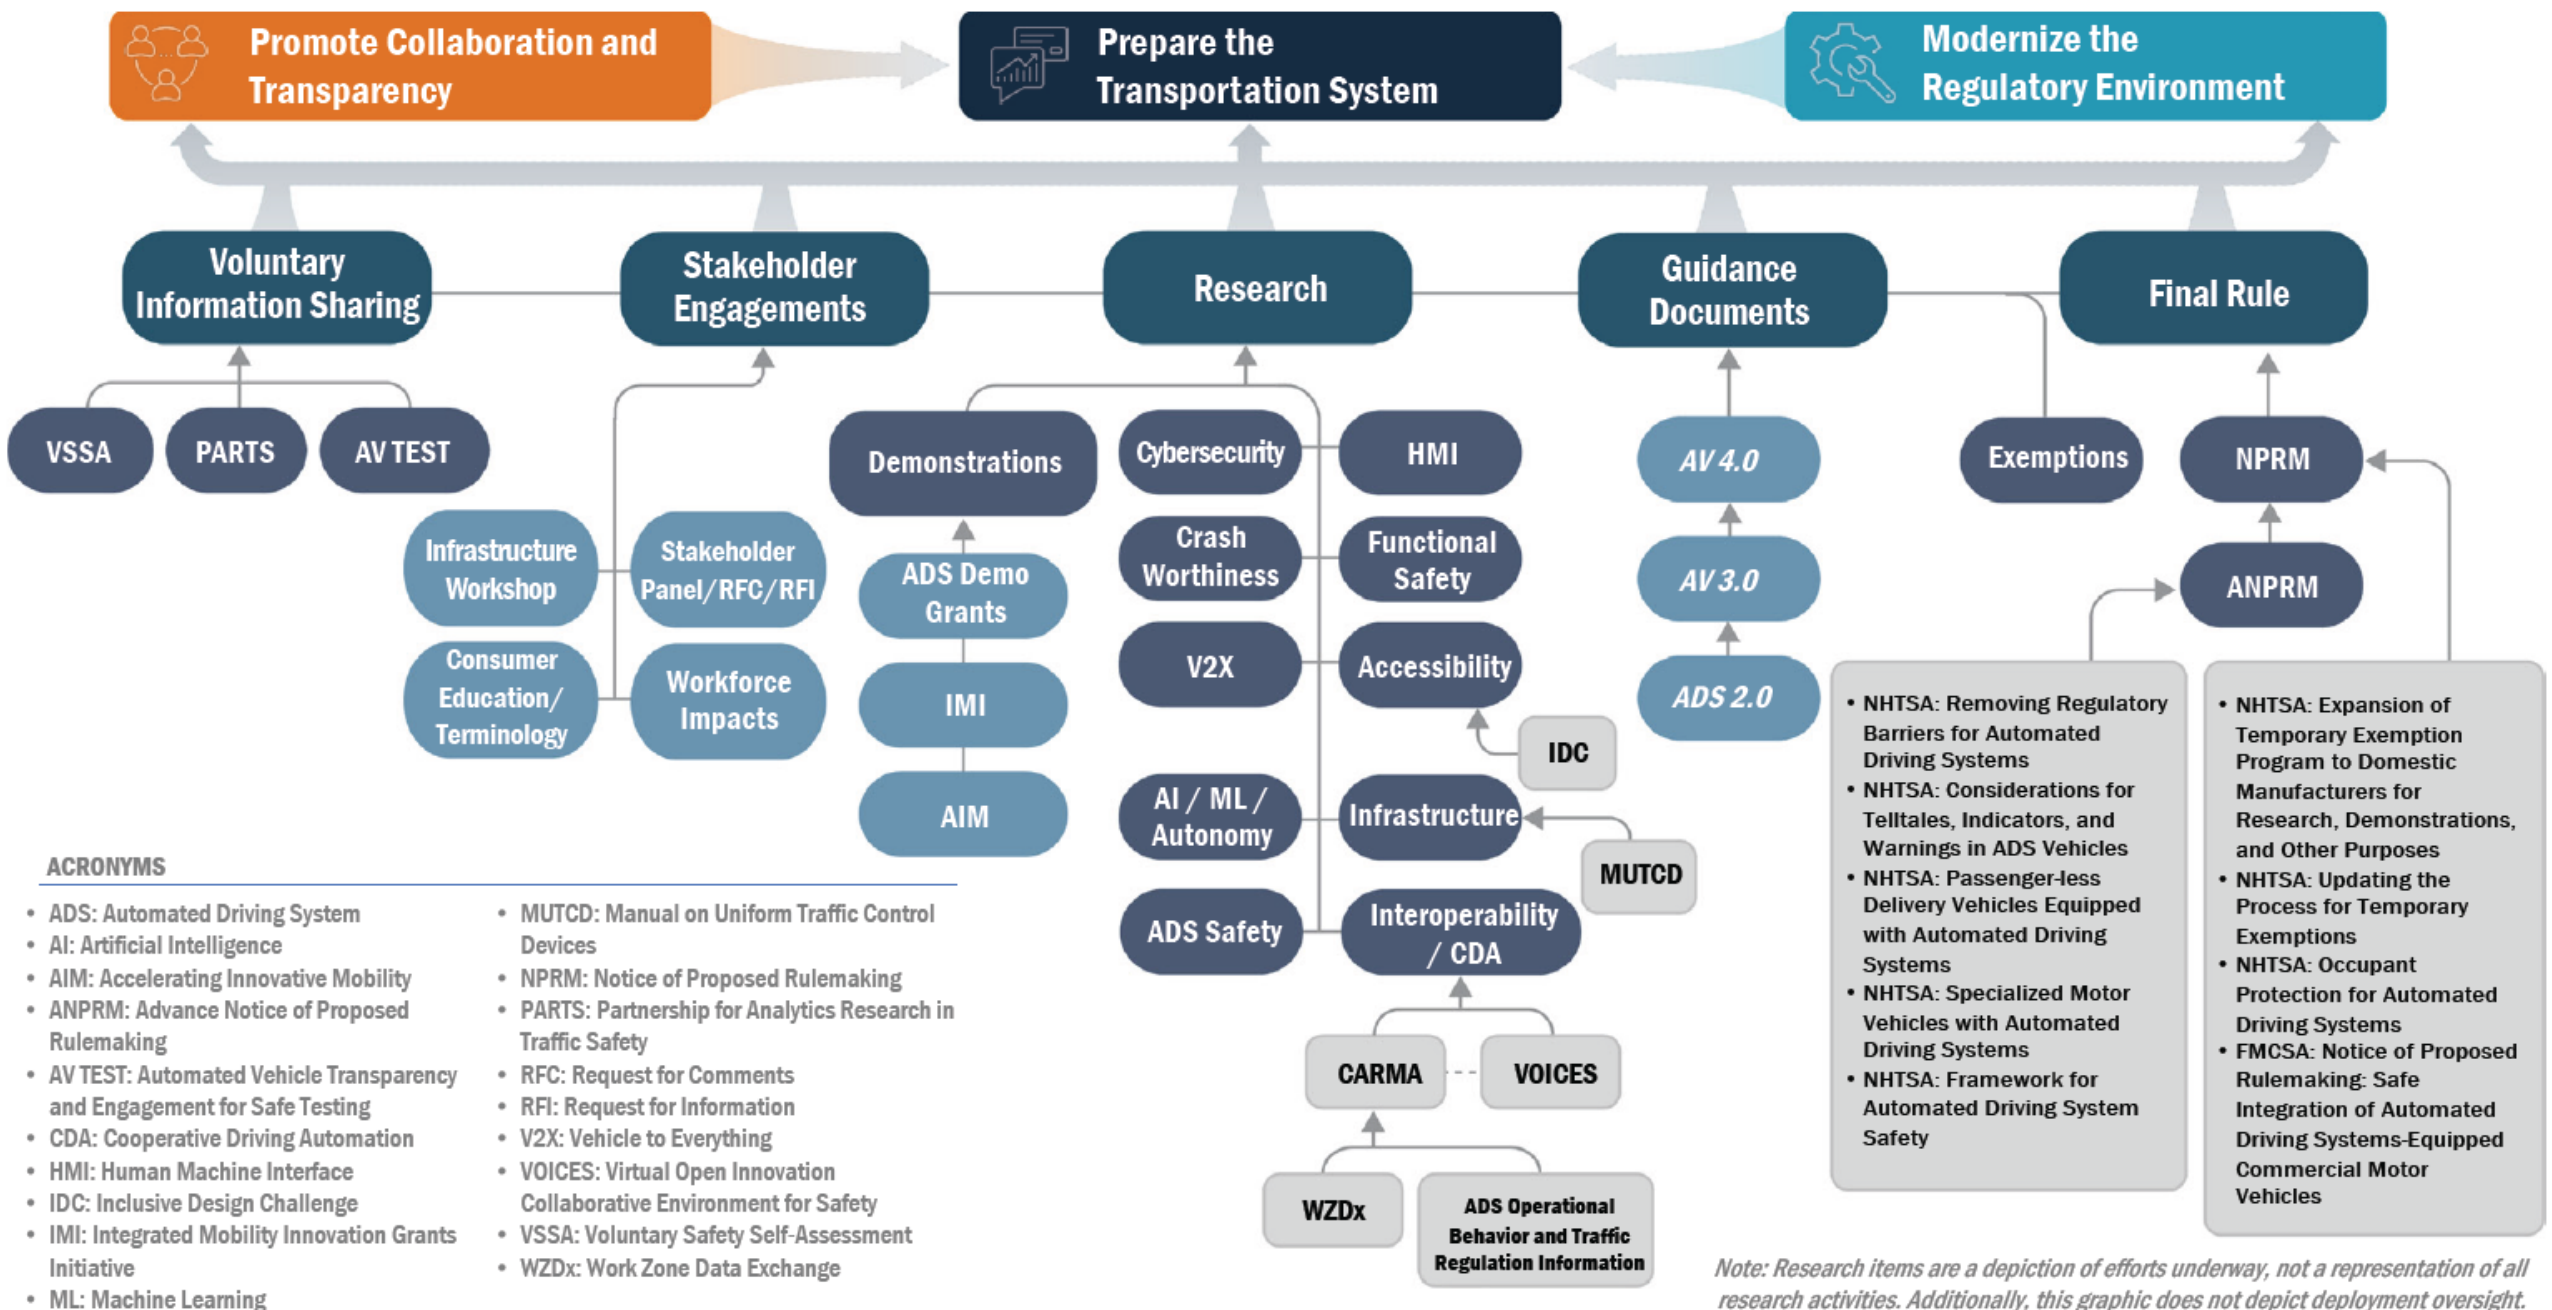 Promote Collaboration and
Transparency
Prepare the
Transportation System
Modernize the
Regulatory Environment
Voluntary
Information Sharing
Stakeholder
Engagements
Research
Guidance
Documents
Final Rule
VSSA
PARTS
AV TEST
Infrastructure
Workshop
Stakeholder
Panel/RFC/RFI
Consumer
Education/
Terminology
Workforce
Impacts
Demonstrations
ADS Demo
Grants
IMI
AIM
Cybersecurity
HMI
Crash
Worthiness
Functional
Safety
V2X
Accessibility
IDC
AI / ML /
Autonomy
Infrastructure
MUTCD
ADS Safety
Interoperability
/ CDA
CARMA
VOICES
WZDx
ADS Operational
Behavior and Traffic
Regulation Information
AV 4.0
AV 3.0
ADS 2.0
Exemptions
NPRM
ANPRM
• NHTSA: Removing Regulatory
Barriers for Automated
Driving Systems
• NHTSA: Considerations for
Telltales, Indicators, and
Warnings in ADS Vehicles
• NHTSA: Passenger-less
Delivery Vehicles Equipped
with Automated Driving
Systems
• NHTSA: Specialized Motor
Vehicles with Automated
Driving Systems
• NHTSA: Framework for
Automated Driving System
Safety
• NHTSA: Expansion of
Temporary Exemption
Program to Domestic
Manufacturers for
Research, Demonstrations,
and Other Purposes
• NHTSA: Updating the
Process for Temporary
Exemptions
• NHTSA: Occupant
Protection for Automated
Driving Systems
• FMCSA: Notice of Proposed
Rulemaking: Safe
Integration of Automated
Driving Systems-Equipped
Commercial Motor
Vehicles
ACRONYMS
• ADS: Automated Driving System
• AI: Artificial Intelligence
• AIM: Accelerating Innovative Mobility
• ANPRM: Advance Notice of Proposed
Rulemaking
• AV TEST: Automated Vehicle Transparency
and Engagement for Safe Testing
• CDA: Cooperative Driving Automation
• HMI: Human Machine Interface
• IDC: Inclusive Design Challenge
• IMI: Integrated Mobility Innovation Grants
Initiative
• ML: Machine Learning
• MUTCD: Manual on Uniform Traffic Control
Devices
• NPRM: Notice of Proposed Rulemaking
• PARTS: Partnership for Analytics Research in
Traffic Safety
• RFC: Request for Comments
• RFI: Request for Information
• V2X: Vehicle to Everything
• VOICES: Virtual Open Innovation
Collaborative Environment for Safety
• VSSA: Voluntary Safety Self-Assessment
• WZDx: Work Zone Data Exchange
Note: Research items are a depiction of efforts underway, not a representation of all
research activities. Additionally, this graphic does not depict deployment oversight.